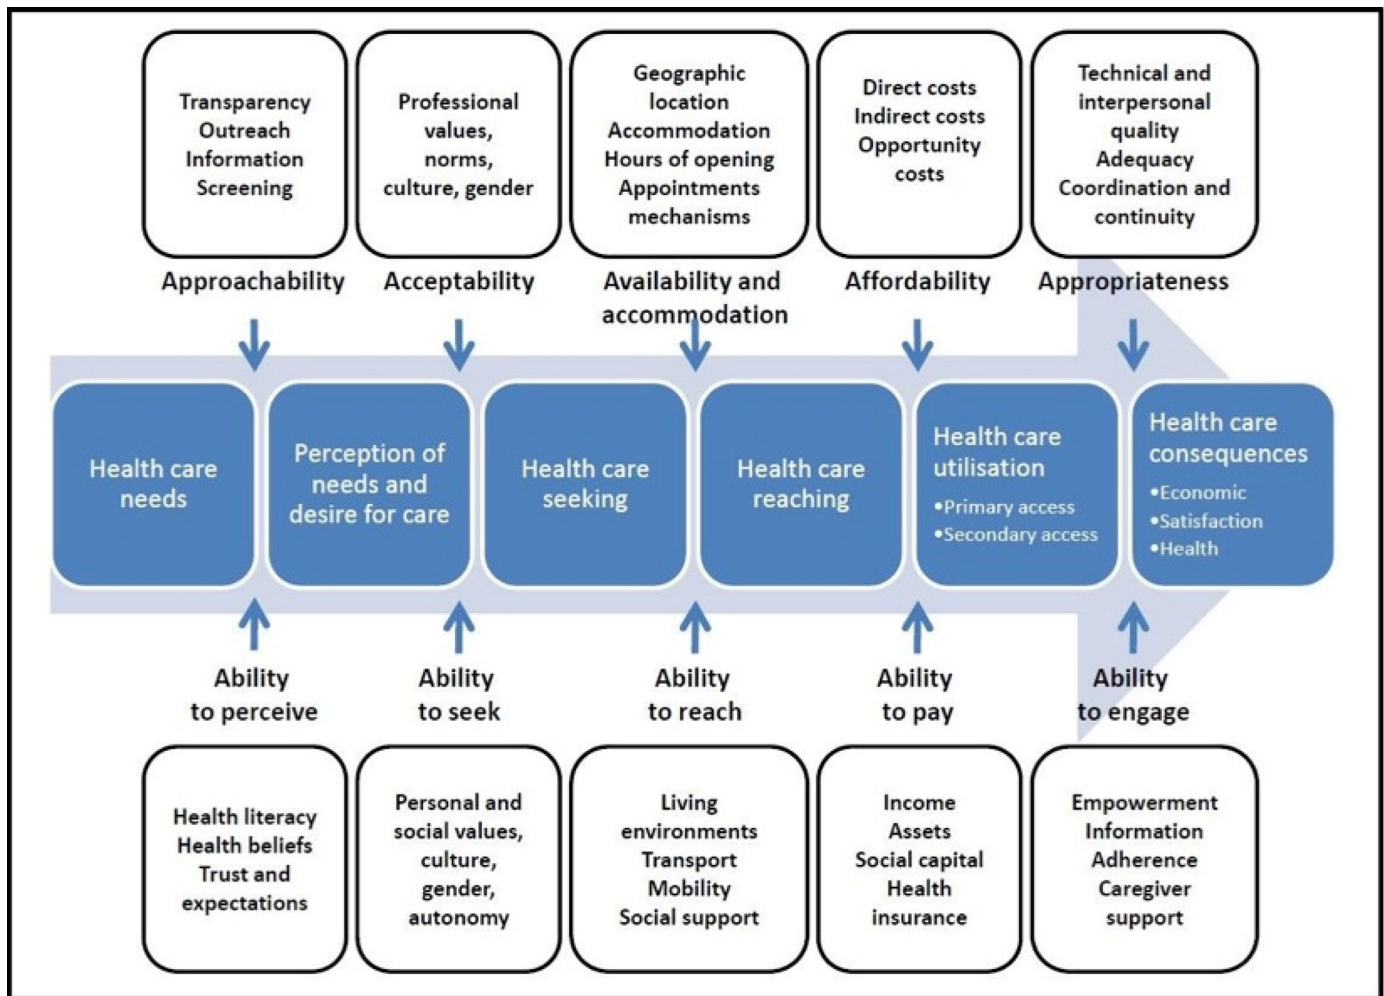 Transparency
Outreach
Information
Screening
Professional
values,
norms,
culture, gender
Geographic
location
Accommodation
Hours of opening
Appointments
mechanisms
Direct costs
Indirect costs
Opportunity
costs
Technical and
interpersonal
quality
Adequacy
Coordination and
continuity
Approachability
Acceptability
Availability and
accommodation
Affordability
Appropriateness
Health care
needs
Perception of
needs and
desire for care
Health care
seeking
Health care
reaching
Health care
utilisation
•Primary access
•Secondary access
Health care
consequences
•Economic
•Satisfaction
•Health
Ability
to perceive
Ability
to seek
Ability
to reach
Ability
to pay
Ability
to engage
Health literacy
Health beliefs
Trust and
expectations
Personal and
social values,
culture,
gender,
autonomy
Living
environments
Transport
Mobility
Social support
Income
Assets
Social capital
Health
insurance
Empowerment
Information
Adherence
Caregiver
support